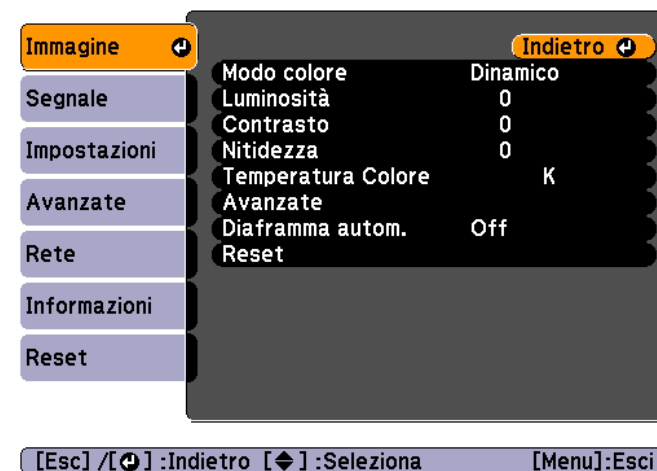 Immagine
Segnale
Impostazioni
Avanzate
Rete
Informazioni
Reset
Indietro
Modo colore Dinamico
Luminosità 0
Contrasto 0
Nitidezza 0
Temperatura Colore K
Avanzate
Diaframma autom. Off
Reset
[Esc] /[ ] :Indietro [ ] :Seleziona [Menu]:Esci